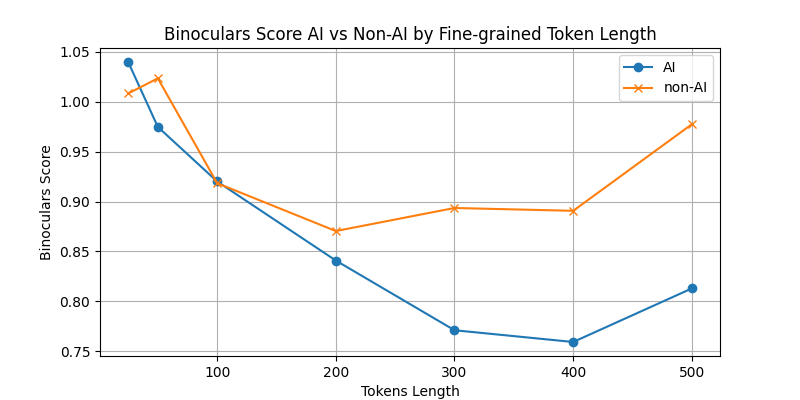 Binoculars Score AI vs Non-AI by Fine-grained Token Length
AI
non-AI
1.05
1.00
0.95
0.90
0.85
0.80
0.75
Binoculars Score
100
200
300
400
500
Tokens Length